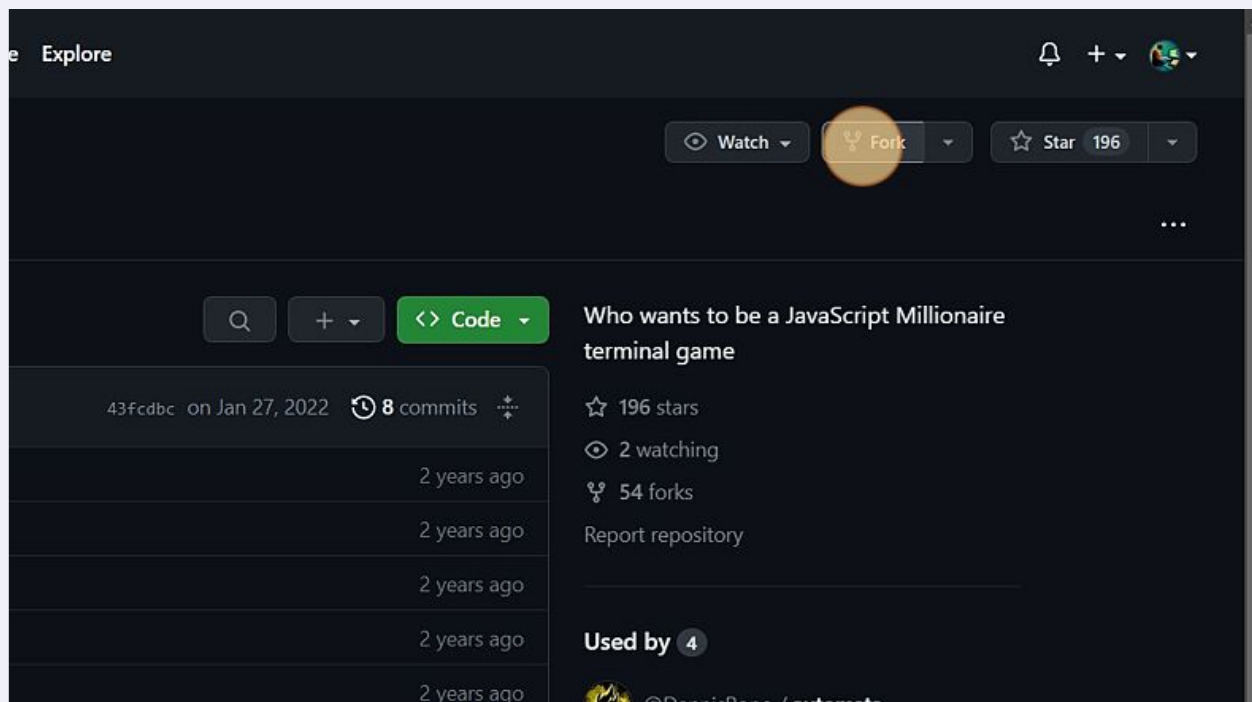 e Explore
Watch Fork Star 196
Code
Who wants to be a JavaScript Millionaire
terminal game
43fcdbc on Jan 27, 2022 8 commits
196 stars
2 watching
2 years ago
54 forks
2 years ago
Report repository
2 years ago
2 years ago
Used by 4
2 years ago